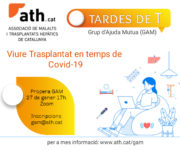 ath.cat
ASSOCIACIÓ DE MALALTS
I TRASPLANTATS HEPÀTICS
DE CATALUNYA
TARDES DE T
Grup d'Ajuda Mútua (GAM)
Viure Trasplantat en temps de
Covid-19
Propera GAM
27 de gener 17h
Zoom
Inscripcions:
gam@ath.cat
per a mes informació: www.ath.cat/gam